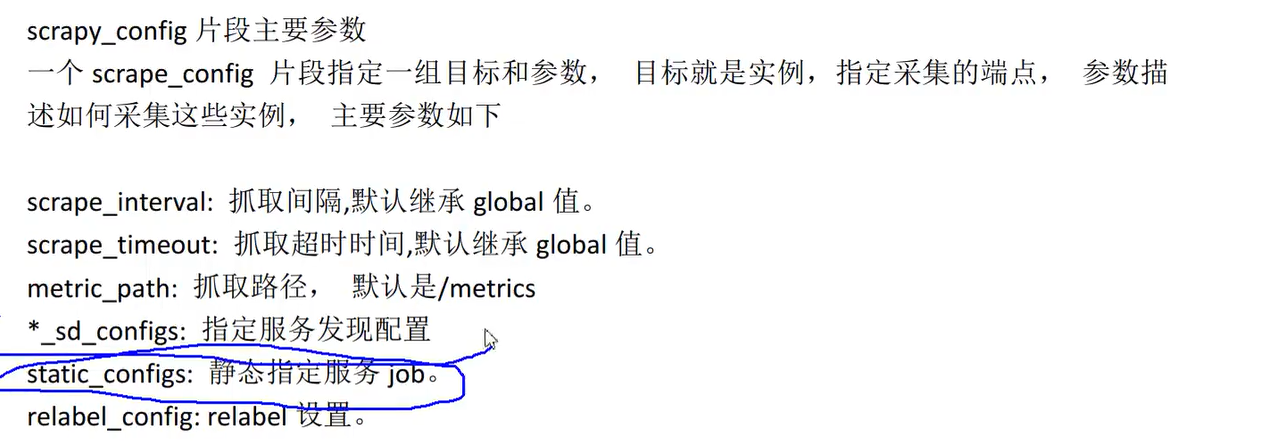 scrapy_config 片段主要参数
一个 scrape_config 片段指定一组目标和参数， 目标就是实例，指定采集的端点， 参数描
述如何采集这些实例， 主要参数如下
scrape_interval: 抓取间隔,默认继承 global 值。
scrape_timeout: 抓取超时时间,默认继承 global 值。
metric_path: 抓取路径， 默认是/metrics
*_sd_configs: 指定服务发现配置
static_configs: 静态指定服务 job。
relabel_config: relabel 设置。